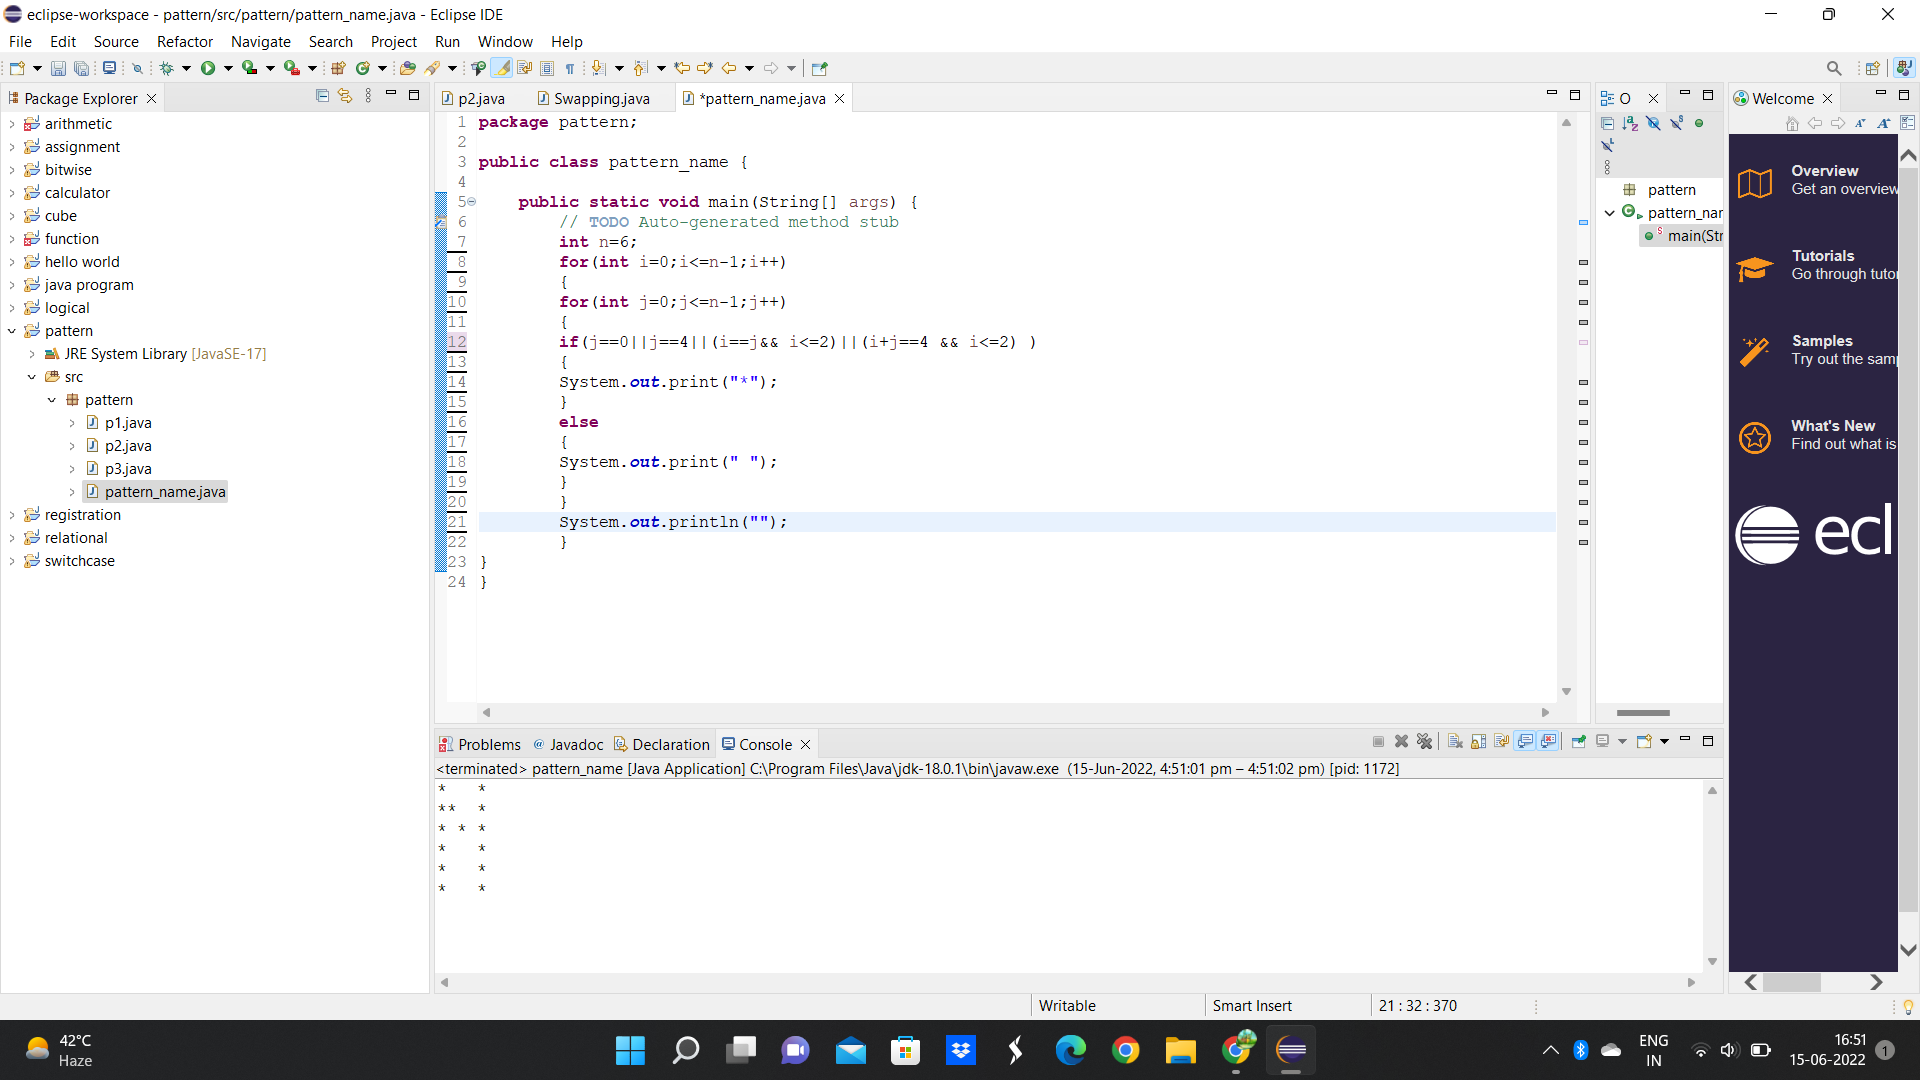 eclipse-workspace - pattern/src/pattern/pattern_name.java - Eclipse IDE
File Edit Source Refactor Navigate Search Project Run Window Help
Package Explorer
arithmetic
assignment
bitwise
calculator
cube
function
hello world
java program
logical
pattern
JRE System Library [JavaSE-17]
src
pattern
p1.java
p2.java
p3.java
pattern_name.java
registration
relational
switchcase
p2.java Swapping.java *pattern_name.java
1 package pattern;
2
3 public class pattern_name {
4
5 public static void main(String[] args) {
6 // TODO Auto-generated method stub
7 int n=6;
8 for(int i=0;i<=n-1;i++)
9 {
10 for(int j=0;j<=n-1;j++)
11 {
12 if(j==0||j==4||(i==j&& i<=2)||(i+j==4 && i<=2) )
13 {
14 System.out.print("*");
15 }
16 else
17 {
18 System.out.print(" ");
19 }
20 }
21 System.out.println("");
22 }
23 }
24 }
O
pattern
pattern_nar
main(Str
Welcome
Overview
Get an overview
Tutorials
Go through tutor
Samples
Try out the samp
What's New
Find out what is
ecl
Problems Javadoc Declaration Console
<terminated> pattern_name [Java Application] C:\Program Files\Java\jdk-18.0.1\bin\javaw.exe (15-Jun-2022, 4:51:01 pm – 4:51:02 pm) [pid: 1172]
*   *
**  *
* * *
*   *
*   *
*   *
Writable Smart Insert 21 : 32 : 370
42°C
Haze
ENG
IN
16:51
15-06-2022
1